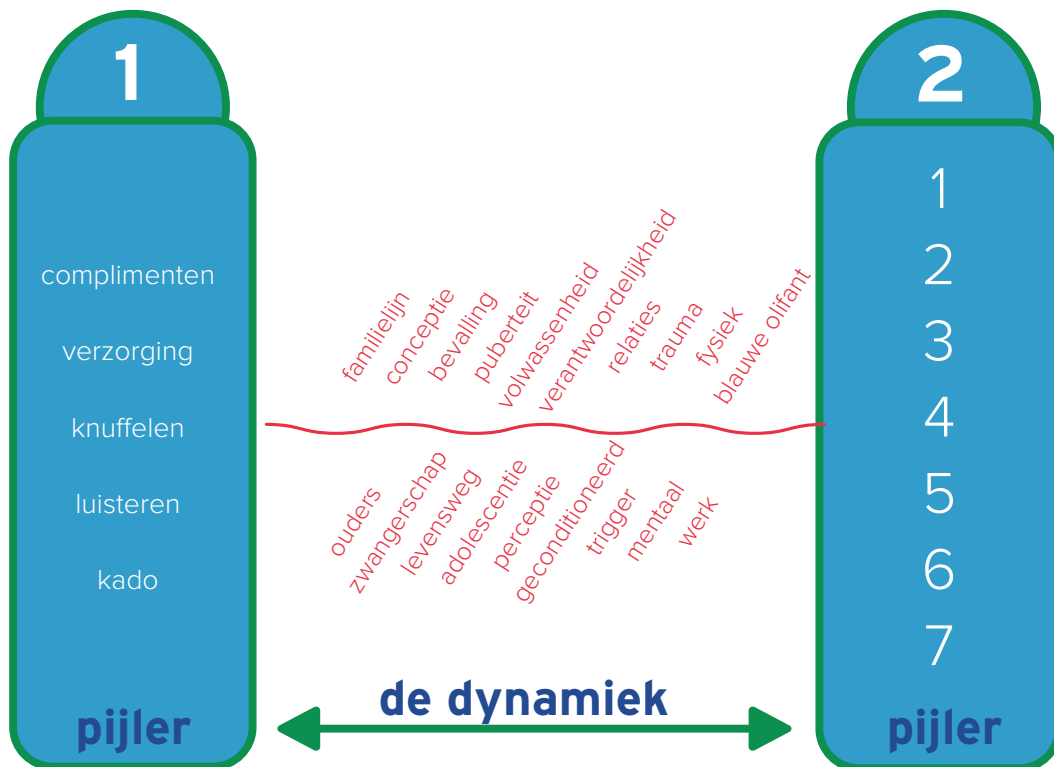 1
complimenten
verzorging
knuffelen
luisteren
kado
pijler
familielijn
conceptie
bevalling
puberteit
volwassenheid
verantwoordelijkheid
relaties
trauma
fysiek
blauwe olifant
ouders
zwangerschap
levensweg
adolescentie
perceptie
geconditioneerd
trigger
mentaal
werk
de dynamiek
2
1
2
3
4
5
6
7
pijler